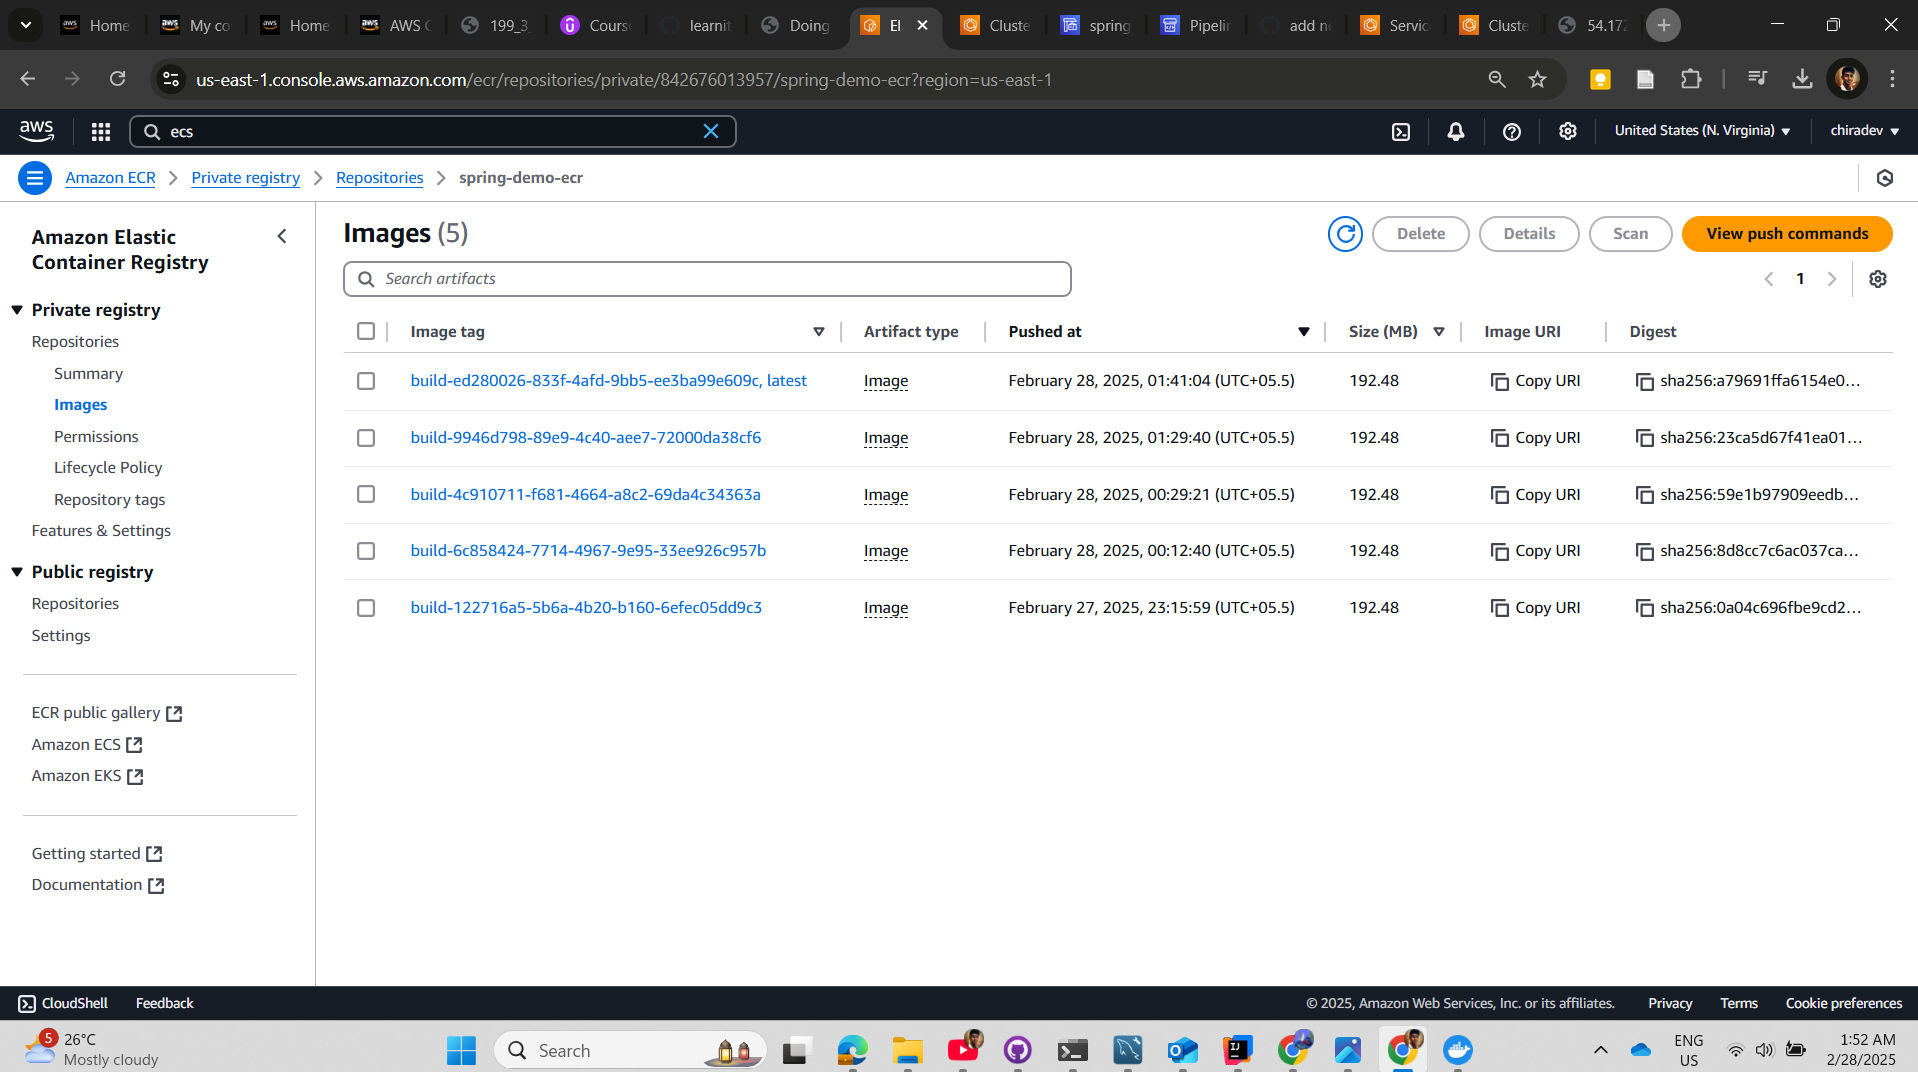 Home
My co
Home
AWS C
199_3
Course
learnit
Doing
El
Cluste
spring
Pipelin
add ne
Servic
Cluste
54.172
us-east-1.console.aws.amazon.com/ecr/repositories/private/842676013957/spring-demo-ecr?region=us-east-1
aws
ecs
United States (N. Virginia)
chiradev
Amazon ECR
Private registry
Repositories
spring-demo-ecr
Amazon Elastic
Container Registry
Private registry
Repositories
Summary
Images
Permissions
Lifecycle Policy
Repository tags
Features & Settings
Public registry
Repositories
Settings
ECR public gallery
Amazon ECS
Amazon EKS
Getting started
Documentation
Images (5)
Delete
Details
Scan
View push commands
Search artifacts
1
Image tag Artifact type Pushed at Size (MB) Image URI Digest
build-ed280026-833f-4afd-9bb5-ee3ba99e609c, latest Image February 28, 2025, 01:41:04 (UTC+05.5) 192.48 Copy URI sha256:a79691ffa6154e0...
build-9946d798-89e9-4c40-aee7-72000da38cf6 Image February 28, 2025, 01:29:40 (UTC+05.5) 192.48 Copy URI sha256:23ca5d67f41ea01...
build-4c910711-f681-4664-a8c2-69da4c34363a Image February 28, 2025, 00:29:21 (UTC+05.5) 192.48 Copy URI sha256:59e1b97909eedb...
build-6c858424-7714-4967-9e95-33ee926c957b Image February 28, 2025, 00:12:40 (UTC+05.5) 192.48 Copy URI sha256:8d8cc7c6ac037ca...
build-122716a5-5b6a-4b20-b160-6efec05dd9c3 Image February 27, 2025, 23:15:59 (UTC+05.5) 192.48 Copy URI sha256:0a04c696fbe9cd2...
CloudShell
Feedback
© 2025, Amazon Web Services, Inc. or its affiliates.
Privacy
Terms
Cookie preferences
5
26°C
Mostly cloudy
Search
ENG
US
1:52 AM
2/28/2025